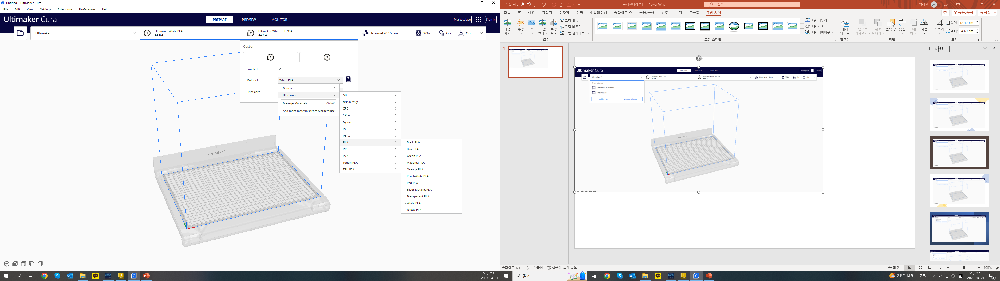 Untitled - UltiMaker Cura
File Edit View Settings Extensions Preferences Help
Ultimaker Cura
PREPARE PREVIEW MONITOR
Marketplace Sign in
Ultimaker S5
1 Ultimaker White PLA
AA 0.4
2 Ultimaker White TPU 95A
AA 0.4
Normal - 0.15mm 20% On On
Custom
1 2
Enabled
Material White PLA
Print core
Generic
Ultimaker
Manage Materials... Ctrl+K
Add more materials from Marketplace
ABS
Breakaway
CPE
CPE+
Nylon
PC
PETG
PLA
PP
PVA
Tough PLA
TPU 95A
Black PLA
Blue PLA
Green PLA
Magenta PLA
Orange PLA
Pearl-White PLA
Red PLA
Silver Metallic PLA
Transparent PLA
White PLA
Yellow PLA
Ultimaker S5
오후 2:13
2023-04-21
자동 저장
프레젠테이션1 - PowerPoint
검색
파일 홈 삽입 그리기 디자인 전환 애니메이션 슬라이드 쇼 녹음/녹화 검토 보기 도움말 그림 서식
녹음/녹화 공유
배경 제거
수정
색
꾸밈 효과
투명도
그림 압축
그림 바꾸기
그림 원래대로
조정
그림 스타일
그림 테두리
그림 효과
그림 레이아웃
대체 텍스트
접근성
앞으로 가져오기
뒤로 보내기
선택 창
맞춤
그룹화
회전
정렬
자르기
높이: 12.42 cm
너비: 24.69 cm
크기
1
디자이너
Ultimaker Cura
PREPARE PREVIEW MONITOR
Marketplace Sign in
Ultimaker S5
Ultimaker White PLA
AA 0.4
Ultimaker White TPU 95A
AA 0.4
Normal - 0.15mm 20% On On
Other printers
Ultimaker 3 Extended
Ultimaker S5
Add printer Manage printers
슬라이드 1/1 한국어 접근성: 조사 필요
메모 103%
찾기
21°C 대체로 화창
오후 2:13
2023-04-21